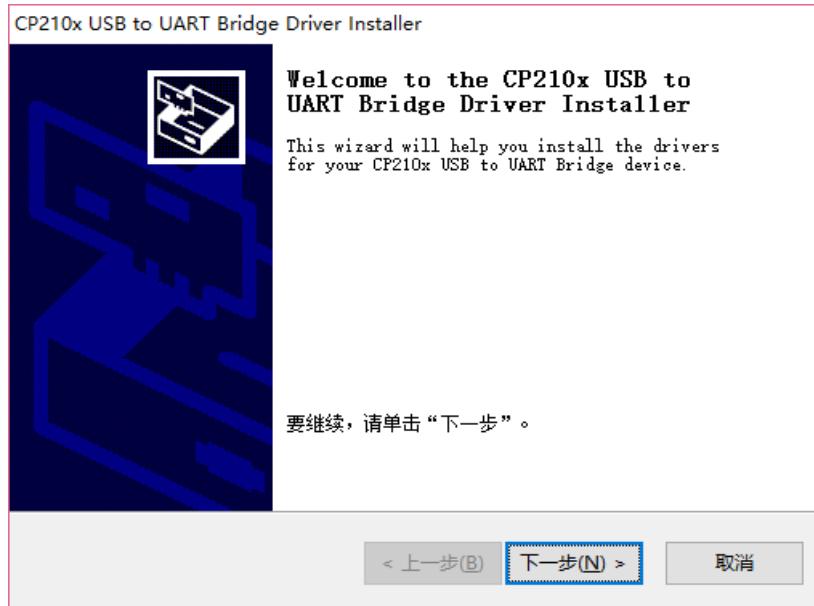 CP210x USB to UART Bridge Driver Installer
Welcome to the CP210x USB to
UART Bridge Driver Installer
This wizard will help you install the drivers
for your CP210x USB to UART Bridge device.
要继续，请单击“下一步”。
< 上一步(B)
下一步(N) >
取消